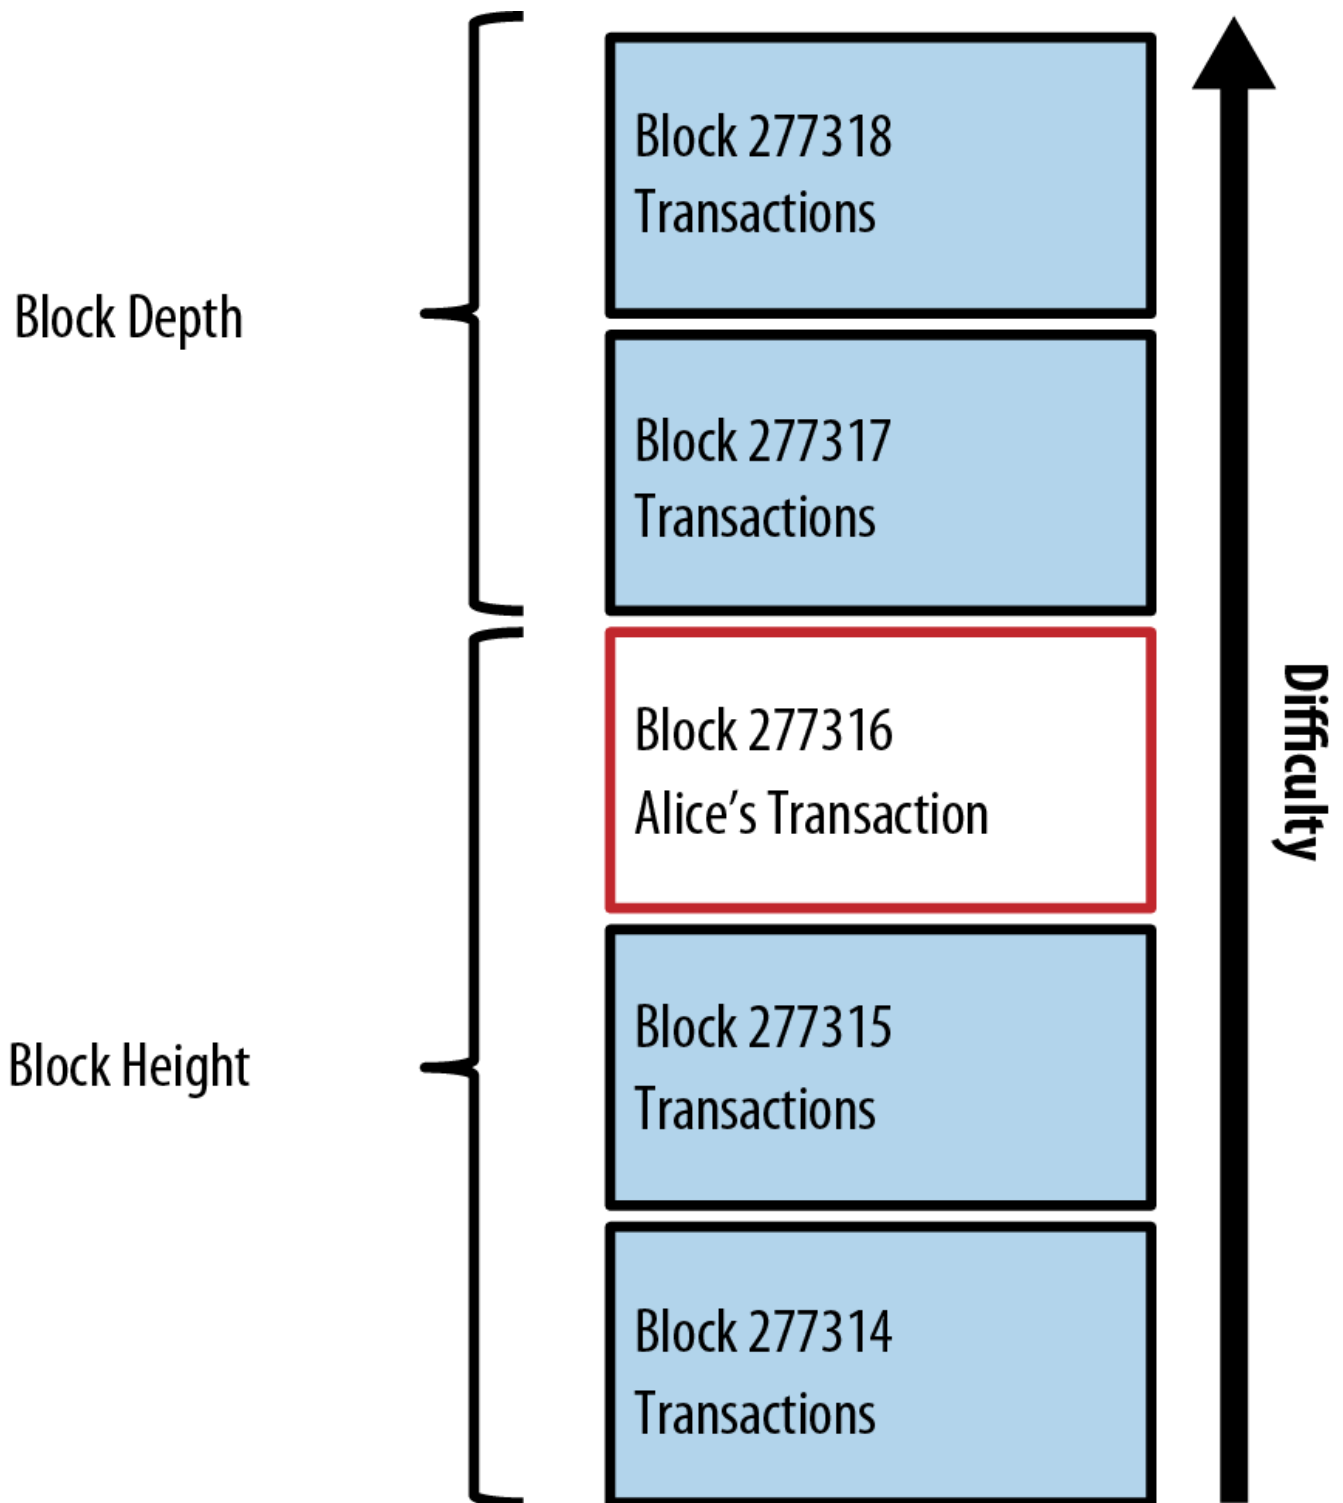 Block 277318
Transactions
Block Depth
Block 277317
Transactions
Block 277316
Alice’s Transaction
Difficulty
Block 277315
Transactions
Block Height
Block 277314
Transactions